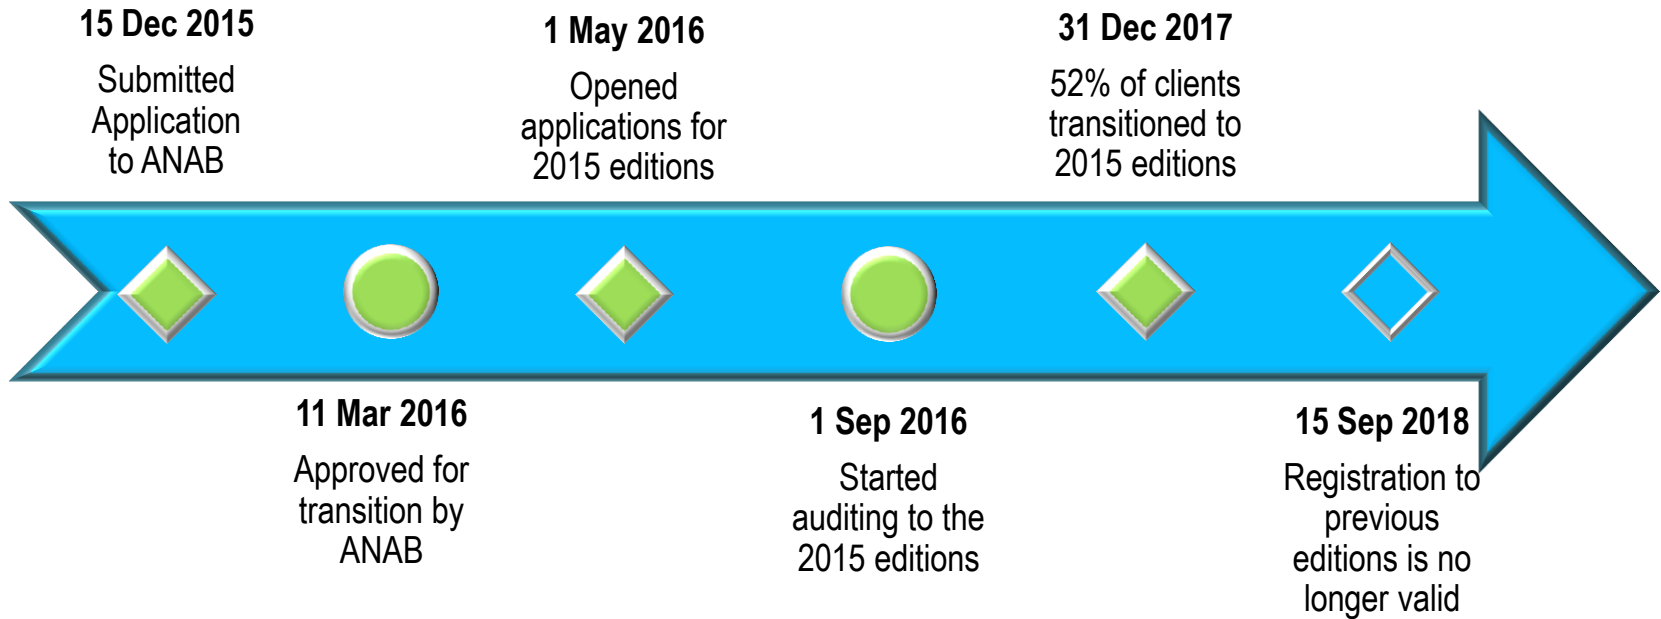 15 Dec 2015
Submitted
Application
to ANAB
1 May 2016
Opened
applications for
2015 editions
31 Dec 2017
52% of clients
transitioned to
2015 editions
11 Mar 2016
Approved for
transition by
ANAB
1 Sep 2016
Started
auditing to the
2015 editions
15 Sep 2018
Registration to
previous
editions is no
longer valid